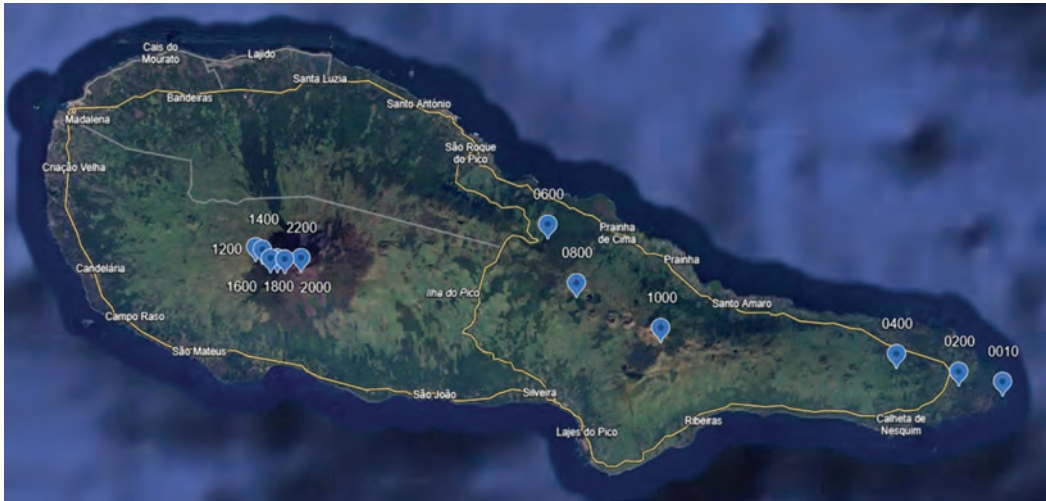 Cais do
Mourato
Lajido
Santa Luzia
Bandeiras
Santo António
Madalena
São Roque
do Pico
Criação Velha
0600
1400
2200
Prainha
de Cima
1200
0800
Prainha
Candelária
1600
1800
2000
Ilha do Pico
1000
Santo Amaro
Campo Raso
0400
São Mateus
0200
0010
São João
Silveira
Ribeiras
Calheta de
Nesquim
Lajes do Pico